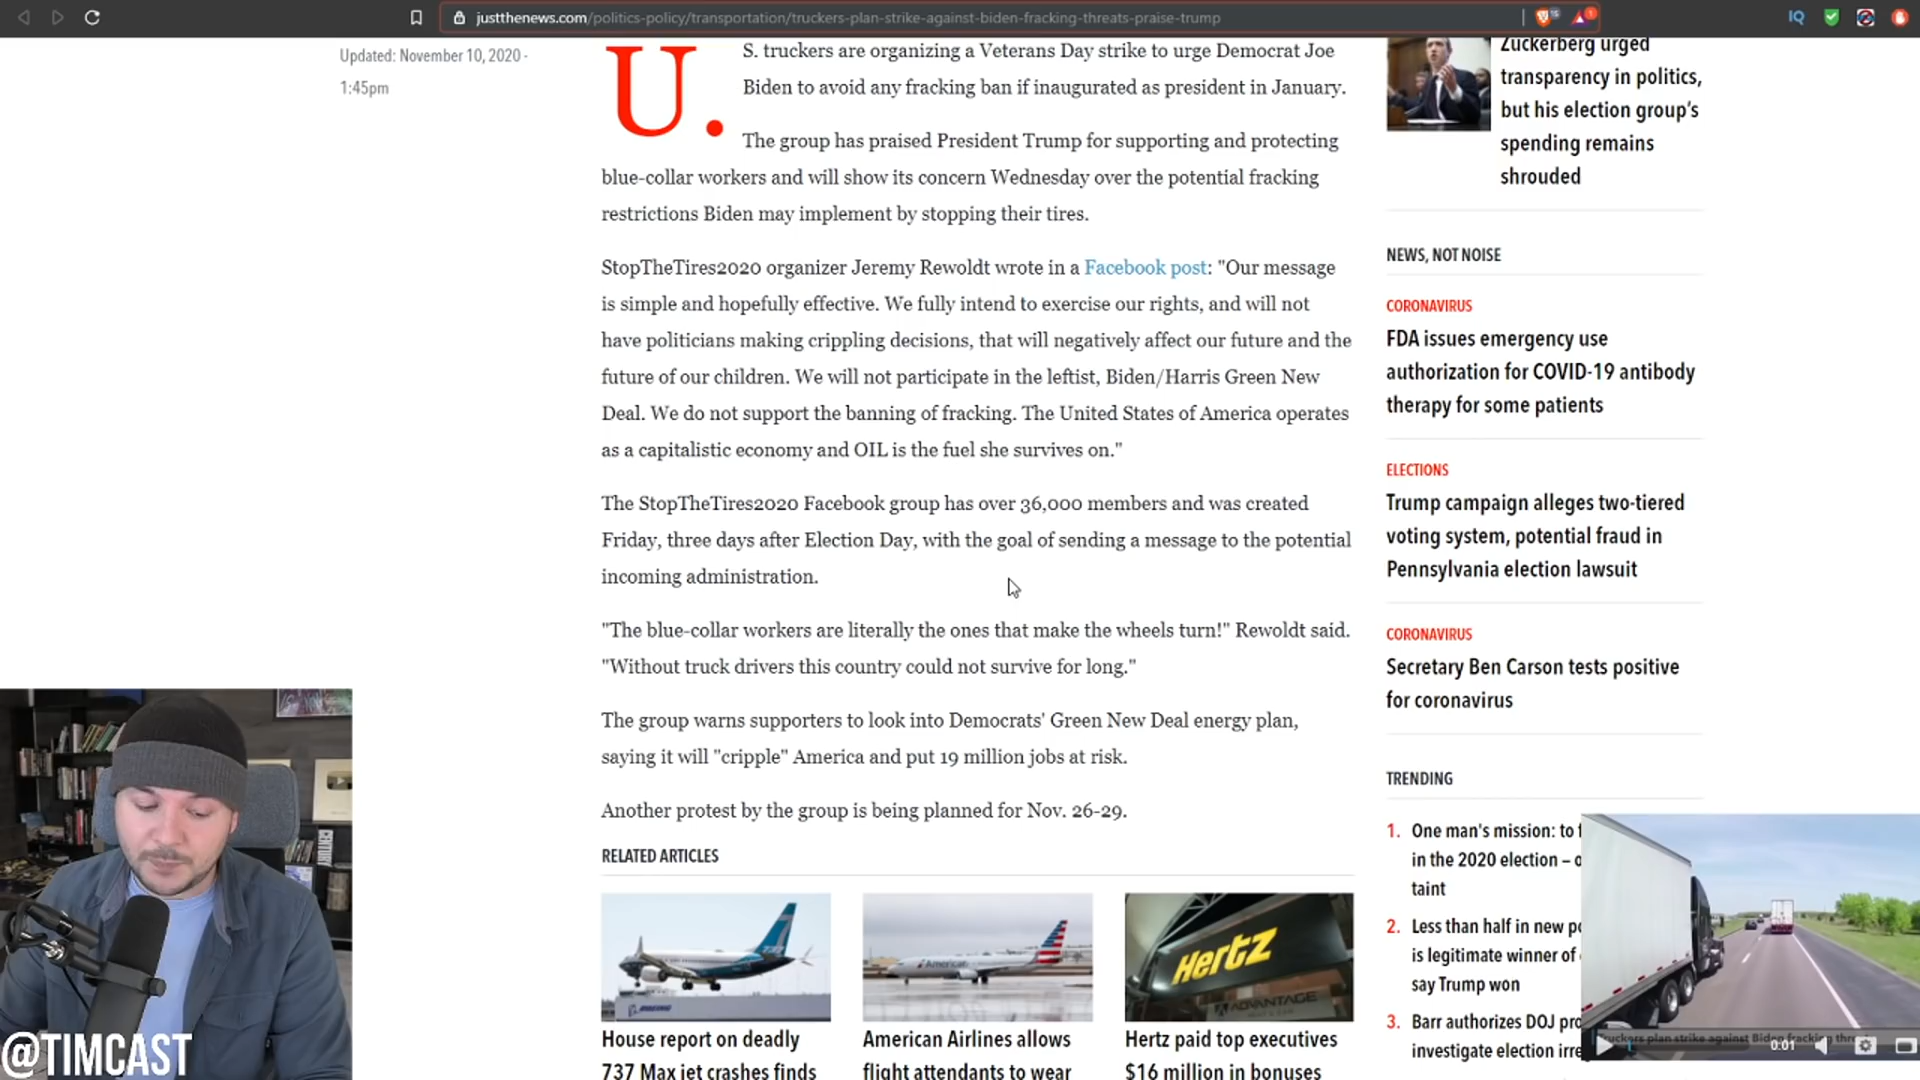 justthenews.com/politics-policy/transportation/truckers-plan-strike-against-biden-fracking-threats-praise-trump
Updated: November 10, 2020 -
1:45pm
U.
S. truckers are organizing a Veterans Day strike to urge Democrat Joe
Biden to avoid any fracking ban if inaugurated as president in January.
The group has praised President Trump for supporting and protecting
blue-collar workers and will show its concern Wednesday over the potential fracking
restrictions Biden may implement by stopping their tires.
StopTheTires2020 organizer Jeremy Rewoldt wrote in a Facebook post: "Our message
is simple and hopefully effective. We fully intend to exercise our rights, and will not
have politicians making crippling decisions, that will negatively affect our future and the
future of our children. We will not participate in the leftist, Biden/Harris Green New
Deal. We do not support the banning of fracking. The United States of America operates
as a capitalistic economy and OIL is the fuel she survives on."
The StopTheTires2020 Facebook group has over 36,000 members and was created
Friday, three days after Election Day, with the goal of sending a message to the potential
incoming administration.
"The blue-collar workers are literally the ones that make the wheels turn!" Rewoldt said.
"Without truck drivers this country could not survive for long."
The group warns supporters to look into Democrats' Green New Deal energy plan,
saying it will "cripple" America and put 19 million jobs at risk.
Another protest by the group is being planned for Nov. 26-29.
RELATED ARTICLES
BOEING
American
Hertz
ADVANTAGE
House report on deadly
737 Max jet crashes finds
American Airlines allows
flight attendants to wear
Hertz paid top executives
$16 million in bonuses
Zuckerberg urged
transparency in politics,
but his election group's
spending remains
shrouded
NEWS, NOT NOISE
CORONAVIRUS
FDA issues emergency use
authorization for COVID-19 antibody
therapy for some patients
ELECTIONS
Trump campaign alleges two-tiered
voting system, potential fraud in
Pennsylvania election lawsuit
CORONAVIRUS
Secretary Ben Carson tests positive
for coronavirus
TRENDING
1. One man's mission: to
in the 2020 election –
taint
2. Less than half in new
is legitimate winner of
say Trump won
3. Barr authorizes DOJ
investigate election
plan strike against Biden fracking
0:01
@TIMCAST
IQ